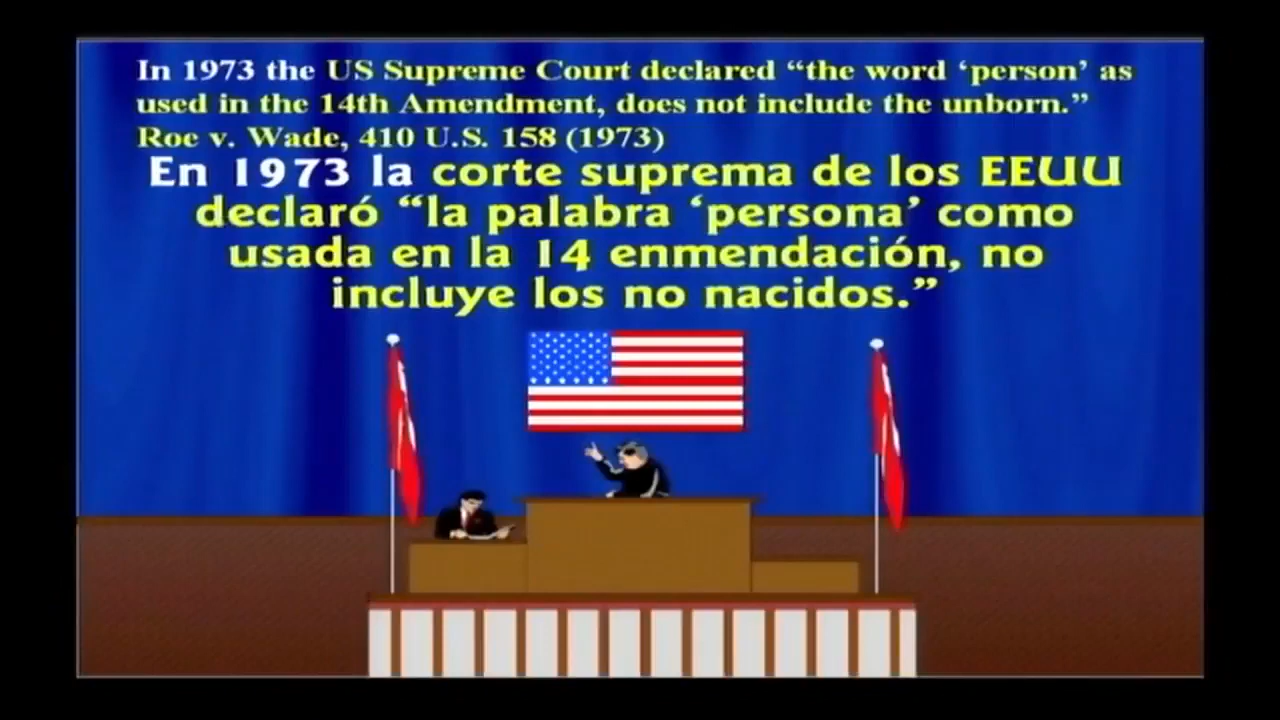 In 1973 the US Supreme Court declared “the word ‘person’ as
used in the 14th Amendment, does not include the unborn.”
Roe v. Wade, 410 U.S. 158 (1973)
En 1973 la corte suprema de los EEUU
declaró “la palabra ‘persona’ como
usada en la 14 enmendación, no
incluye los no nacidos.”